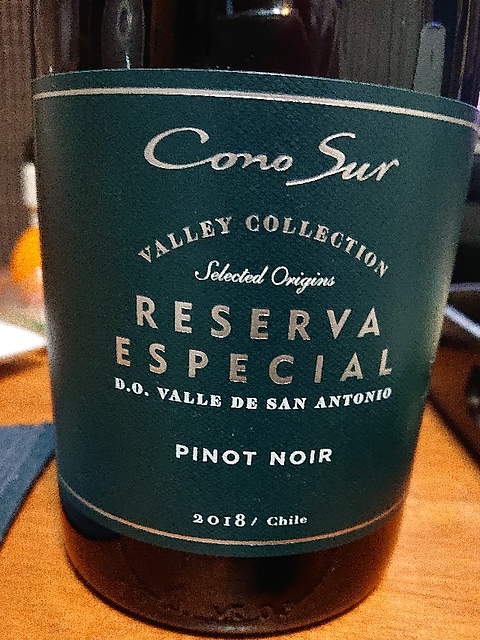 Cono Sur
VALLEY COLLECTION
Selected Origins
RESERVA
ESPECIAL
D.O. VALLE DE SAN ANTONIO
PINOT NOIR
2018/ Chile